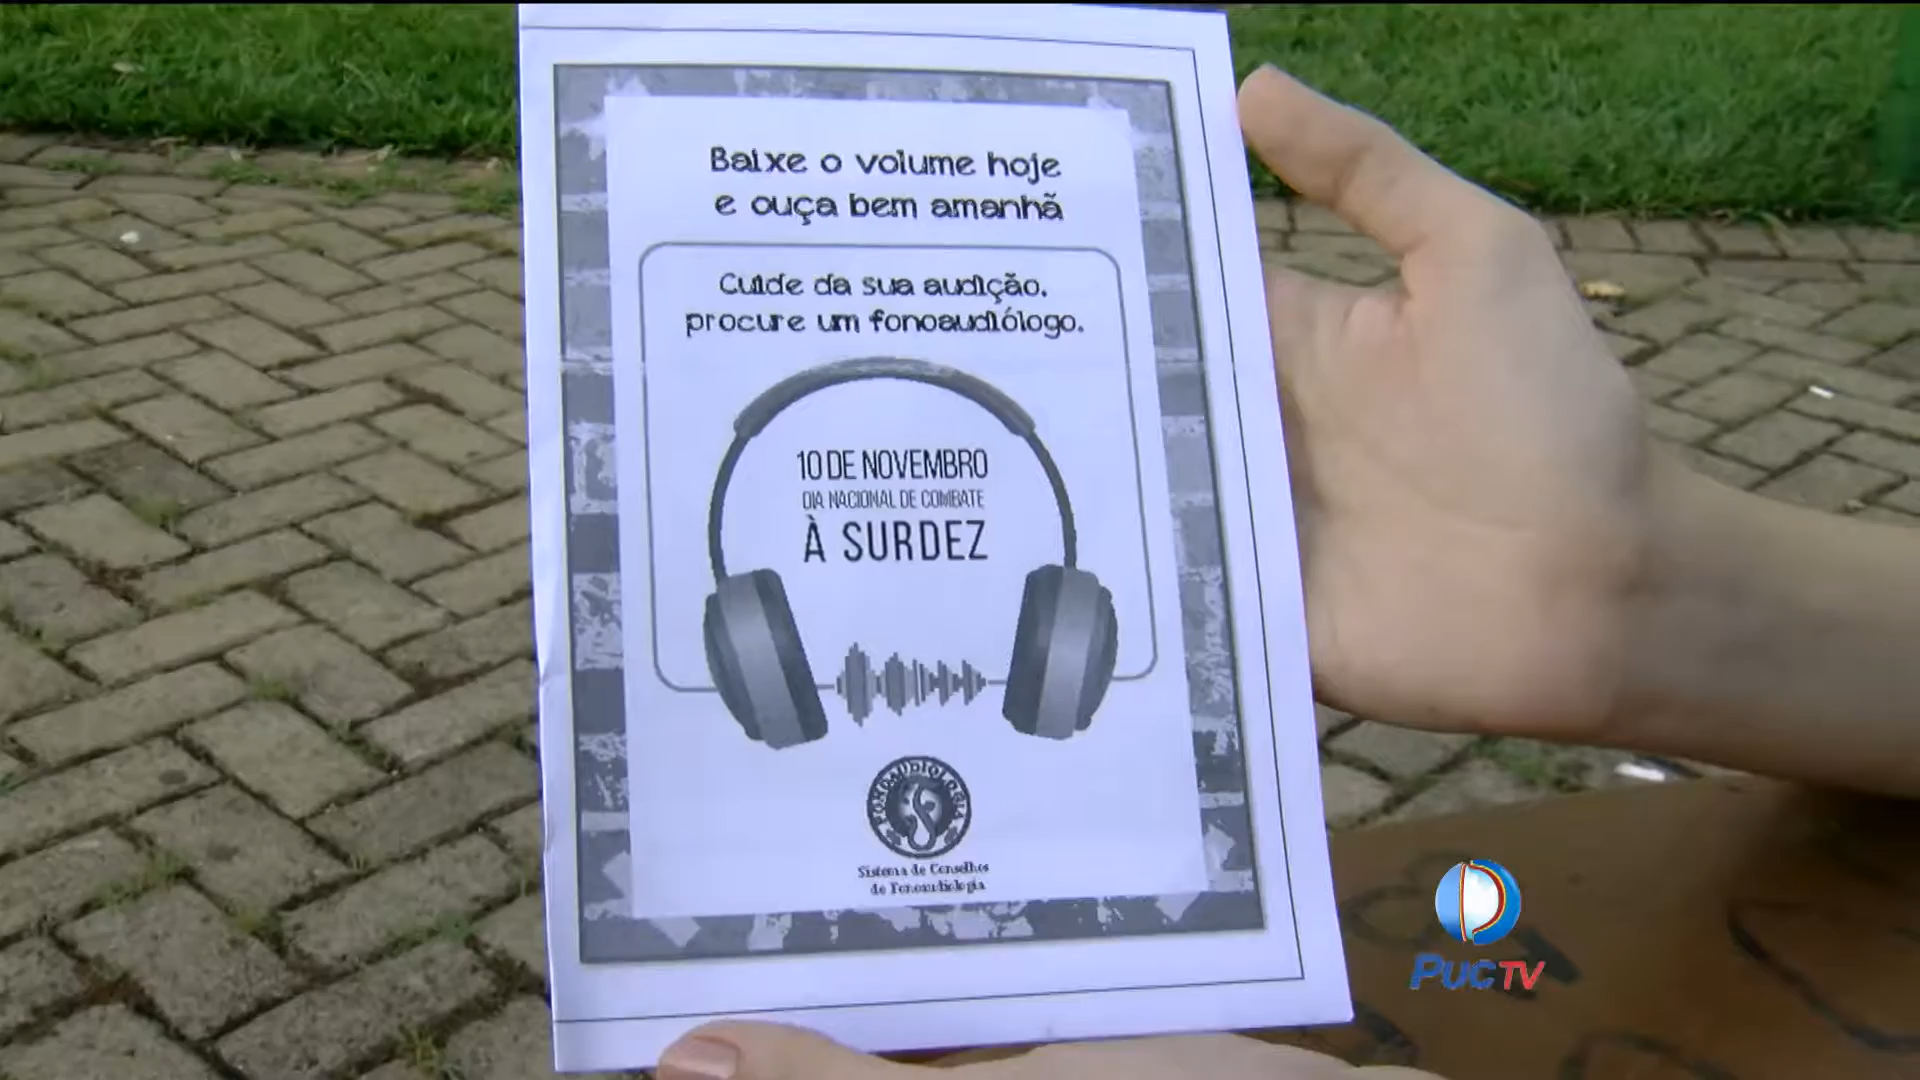 Baixe o volume hoje
e ouça bem amanhã
Cuide da sua audição.
procure um fonoaudiólogo.
10 DE NOVEMBRO
DIA NACIONAL DE COMBATE
À SURDEZ
FONOAUDIOLOGIA
Sistema de Conselhos
de Fonoaudiologia
PUC TV